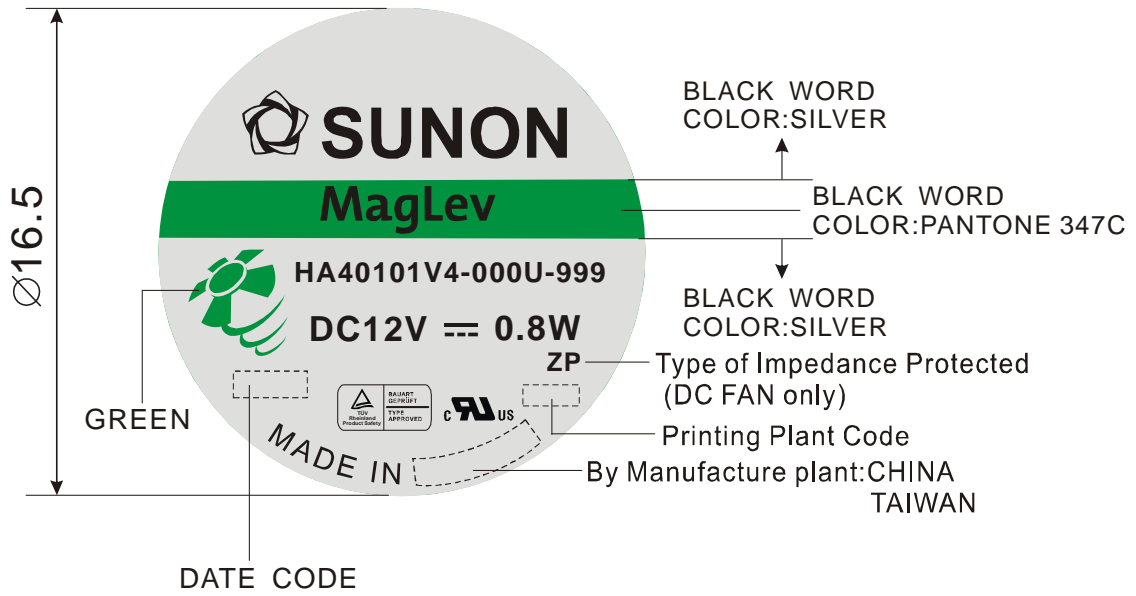 SUNON
MagLev
HA40101V4-000U-999
DC12V ⎓ 0.8W
ZP
TÜV
Rheinland
Product Safety
BAUART
GEPRÜFT
TYPE
APPROVED
c RU US
MADE IN
Ø16.5
BLACK WORD
COLOR:SILVER
BLACK WORD
COLOR:PANTONE 347C
BLACK WORD
COLOR:SILVER
Type of Impedance Protected
(DC FAN only)
Printing Plant Code
By Manufacture plant:CHINA
TAIWAN
GREEN
DATE CODE